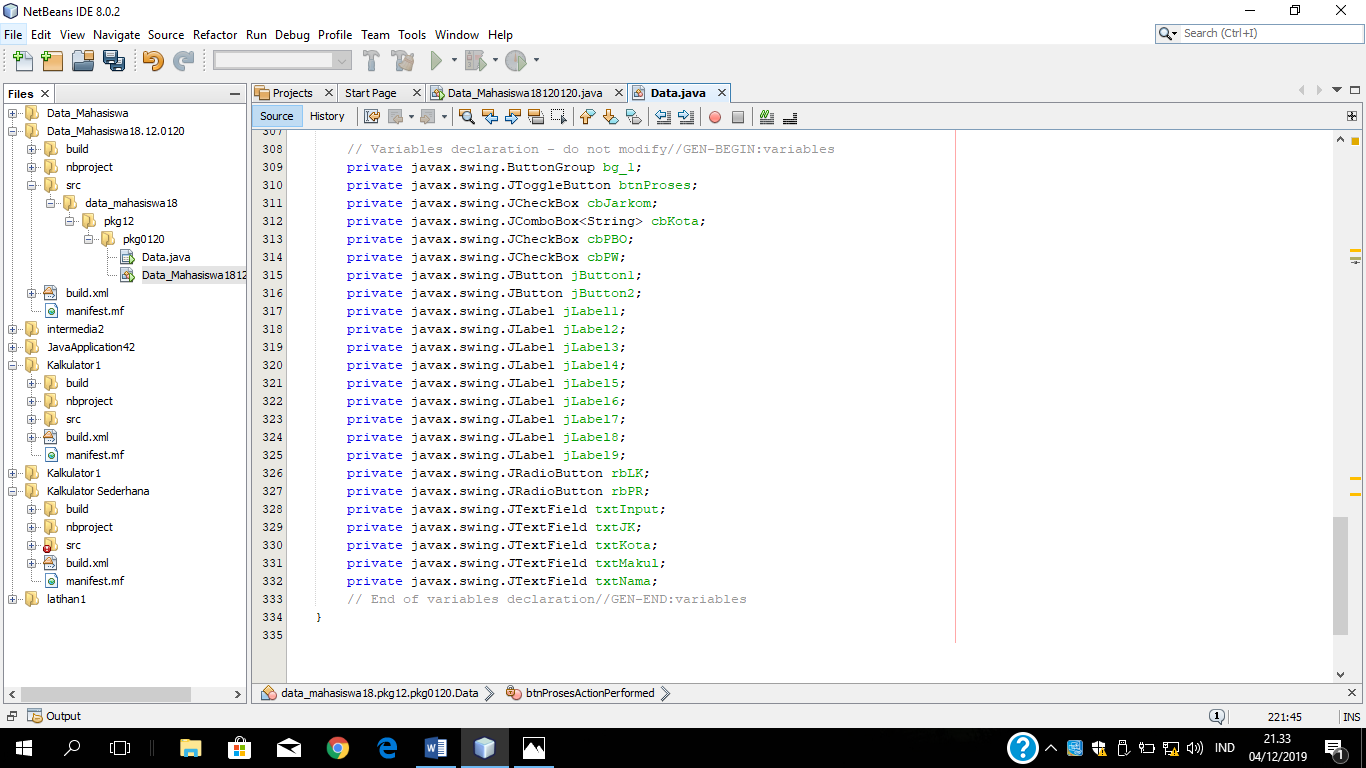 NetBeans IDE 8.0.2
File Edit View Navigate Source Refactor Run Debug Profile Team Tools Window Help
Search (Ctrl+I)
Files
Data_Mahasiswa
Data_Mahasiswa18.12.0120
build
nbproject
src
data_mahasiswa18
pkg12
pkg0120
Data.java
Data_Mahasiswa1812
build.xml
manifest.mf
intermedia2
JavaApplication42
Kalkulator1
build
nbproject
src
build.xml
manifest.mf
Kalkulator1
Kalkulator Sederhana
build
nbproject
src
build.xml
manifest.mf
latihan1
Projects Start Page Data_Mahasiswa18120120.java Data.java
Source History
307
308 // Variables declaration - do not modify//GEN-BEGIN:variables
309 private javax.swing.ButtonGroup bg_1;
310 private javax.swing.JToggleButton btnProses;
311 private javax.swing.JCheckBox cbJarkom;
312 private javax.swing.JComboBox<String> cbKota;
313 private javax.swing.JCheckBox cbPBO;
314 private javax.swing.JCheckBox cbPW;
315 private javax.swing.JButton jButton1;
316 private javax.swing.JButton jButton2;
317 private javax.swing.JLabel jLabel1;
318 private javax.swing.JLabel jLabel2;
319 private javax.swing.JLabel jLabel3;
320 private javax.swing.JLabel jLabel4;
321 private javax.swing.JLabel jLabel5;
322 private javax.swing.JLabel jLabel6;
323 private javax.swing.JLabel jLabel7;
324 private javax.swing.JLabel jLabel8;
325 private javax.swing.JLabel jLabel9;
326 private javax.swing.JRadioButton rbLK;
327 private javax.swing.JRadioButton rbPR;
328 private javax.swing.JTextField txtInput;
329 private javax.swing.JTextField txtJK;
330 private javax.swing.JTextField txtKota;
331 private javax.swing.JTextField txtMakul;
332 private javax.swing.JTextField txtNama;
333 // End of variables declaration//GEN-END:variables
334 }
335
data_mahasiswa18.pkg12.pkg0120.Data btnProsesActionPerformed
Output
1 221:45 INS
IND
21.33
04/12/2019
1